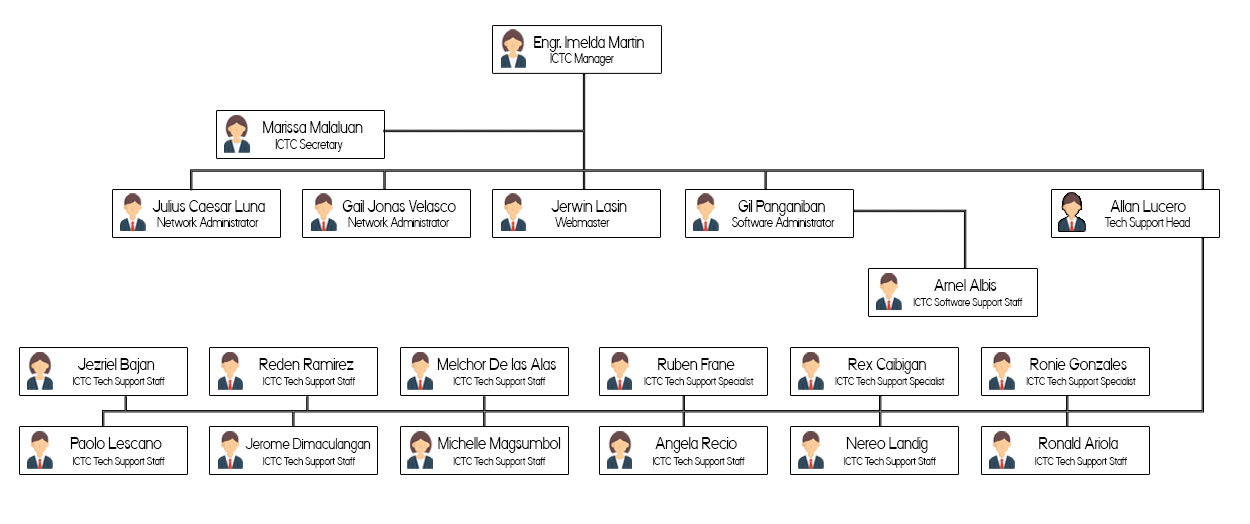 Engr. Imelda Martin
ICTC Manager
Marissa Malaluan
ICTC Secretary
Julius Caesar Luna
Network Administrator
Gail Jonas Velasco
Network Administrator
Jerwin Lasin
Webmaster
Gil Panganiban
Software Administrator
Allan Lucero
Tech Support Head
Arnel Albis
ICTC Software Support Staff
Jezriel Bajan
ICTC Tech Support Staff
Reden Ramirez
ICTC Tech Support Staff
Melchor De las Alas
ICTC Tech Support Staff
Ruben Frane
ICTC Tech Support Specialist
Rex Caibigan
ICTC Tech Support Specialist
Ronie Gonzales
ICTC Tech Support Specialist
Paolo Lescano
ICTC Tech Support Staff
Jerome Dimaculangan
ICTC Tech Support Staff
Michelle Magsumbol
ICTC Tech Support Staff
Angela Recio
ICTC Tech Support Staff
Nereo Landig
ICTC Tech Support Staff
Ronald Ariola
ICTC Tech Support Staff